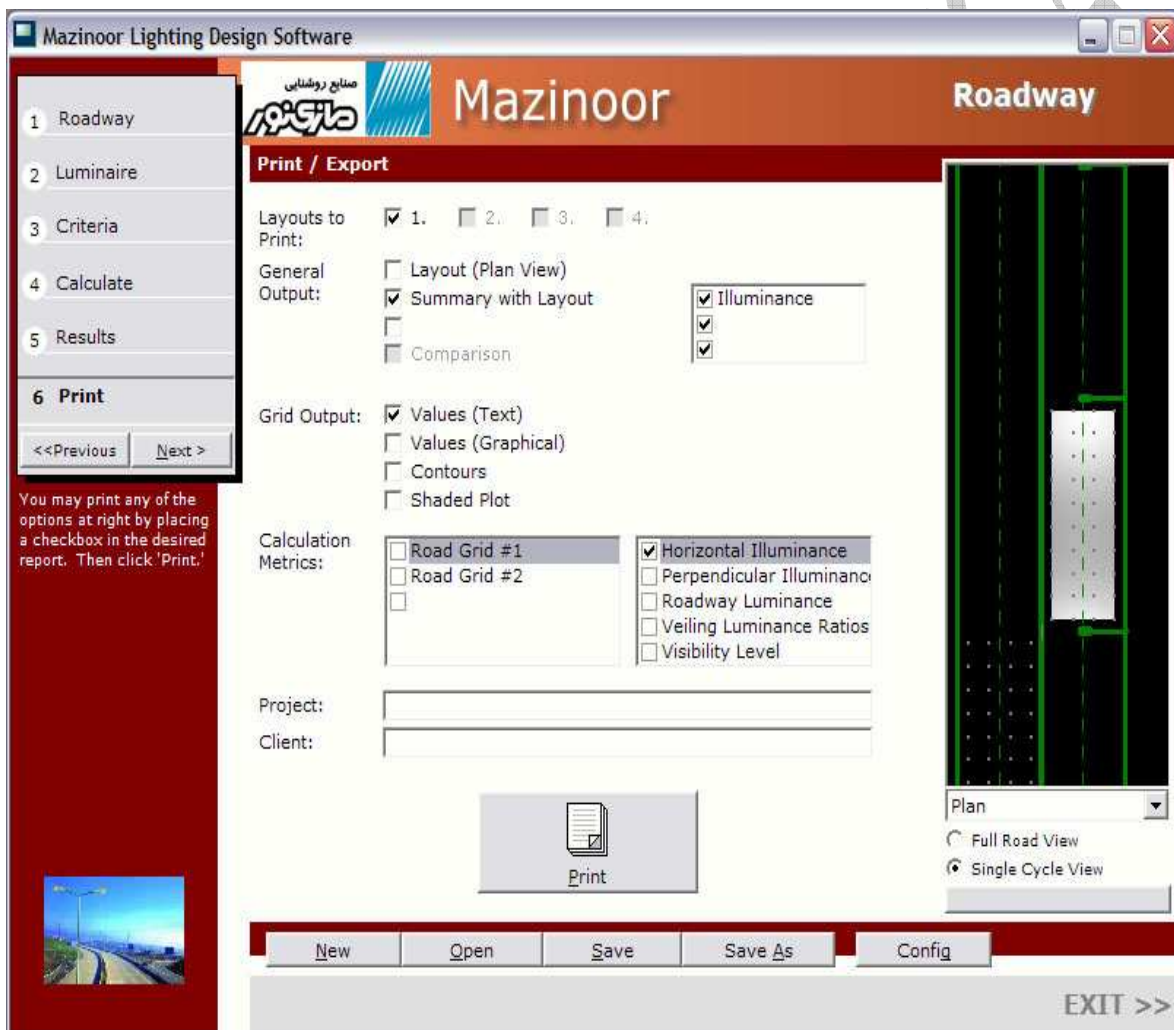 Mazinoor Lighting Design Software
1 Roadway
2 Luminaire
3 Criteria
4 Calculate
5 Results
6 Print
<<Previous Next >
You may print any of the
options at right by placing
a checkbox in the desired
report. Then click 'Print.'
صنایع روشنایی
مازی‌نور
Mazinoor
Roadway
Print / Export
Layouts to
Print:
1. 2. 3. 4.
General
Output:
Layout (Plan View)
Summary with Layout
Comparison
Illuminance
Grid Output:
Values (Text)
Values (Graphical)
Contours
Shaded Plot
Calculation
Metrics:
Road Grid #1
Road Grid #2
Horizontal Illuminance
Perpendicular Illuminanc
Roadway Luminance
Veiling Luminance Ratios
Visibility Level
Project:
Client:
Print
Plan
Full Road View
Single Cycle View
New Open Save Save As Config
EXIT >>